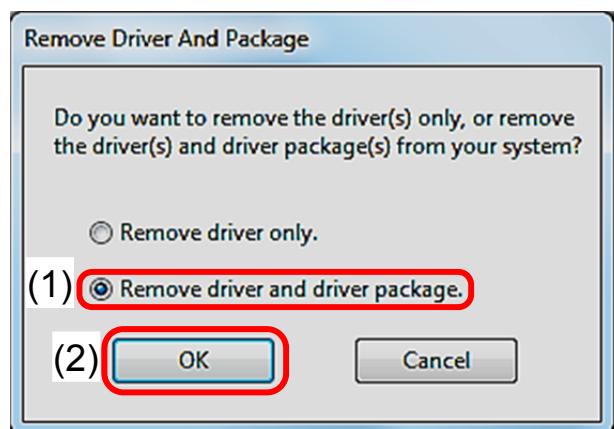 Remove Driver And Package
Do you want to remove the driver(s) only, or remove
the driver(s) and driver package(s) from your system?
Remove driver only.
(1) Remove driver and driver package.
(2) OK Cancel